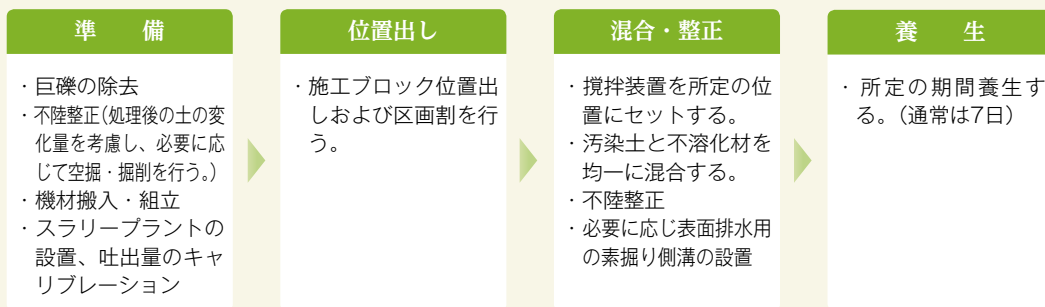 準　備
・巨礫の除去
・不陸整正(処理後の土の変
化量を考慮し、必要に応
じて空掘・掘削を行う。)
・機材搬入・組立
・スラリープラントの
設置、吐出量のキャ
リブレーション
位置出し
・施工ブロック位置出
しおよび区画割を行
う。
混合・整正
・撹拌装置を所定の位
置にセットする。
・汚染土と不溶化材を
均一に混合する。
・不陸整正
・必要に応じ表面排水用
の素掘り側溝の設置
養　生
・所定の期間養生す
る。(通常は7日)